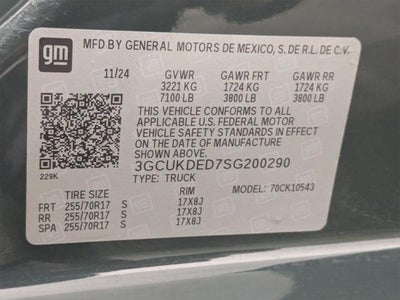 gm MFD BY GENERAL MOTORS DE MEXICO, S. DE R.L. DE C.V.
11/24 GVWR GAWR FRT GAWR RR
3221 KG 1724 KG 1724 KG
7100 LB 3800 LB 3800 LB
THIS VEHICLE CONFORMS TO ALL
APPLICABLE U.S. FEDERAL MOTOR
VEHICLE SAFETY STANDARDS IN EFFECT
ON THE DATE OF MANUFACTURE
SHOWN ABOVE.
3GCUKDED7SG200290
229K TYPE: TRUCK MODEL: 70CK10543
TIRE SIZE RIM
FRT 255/70R17 S 17X8J
RR 255/70R17 S 17X8J
SPA 255/70R17 S 17X8J